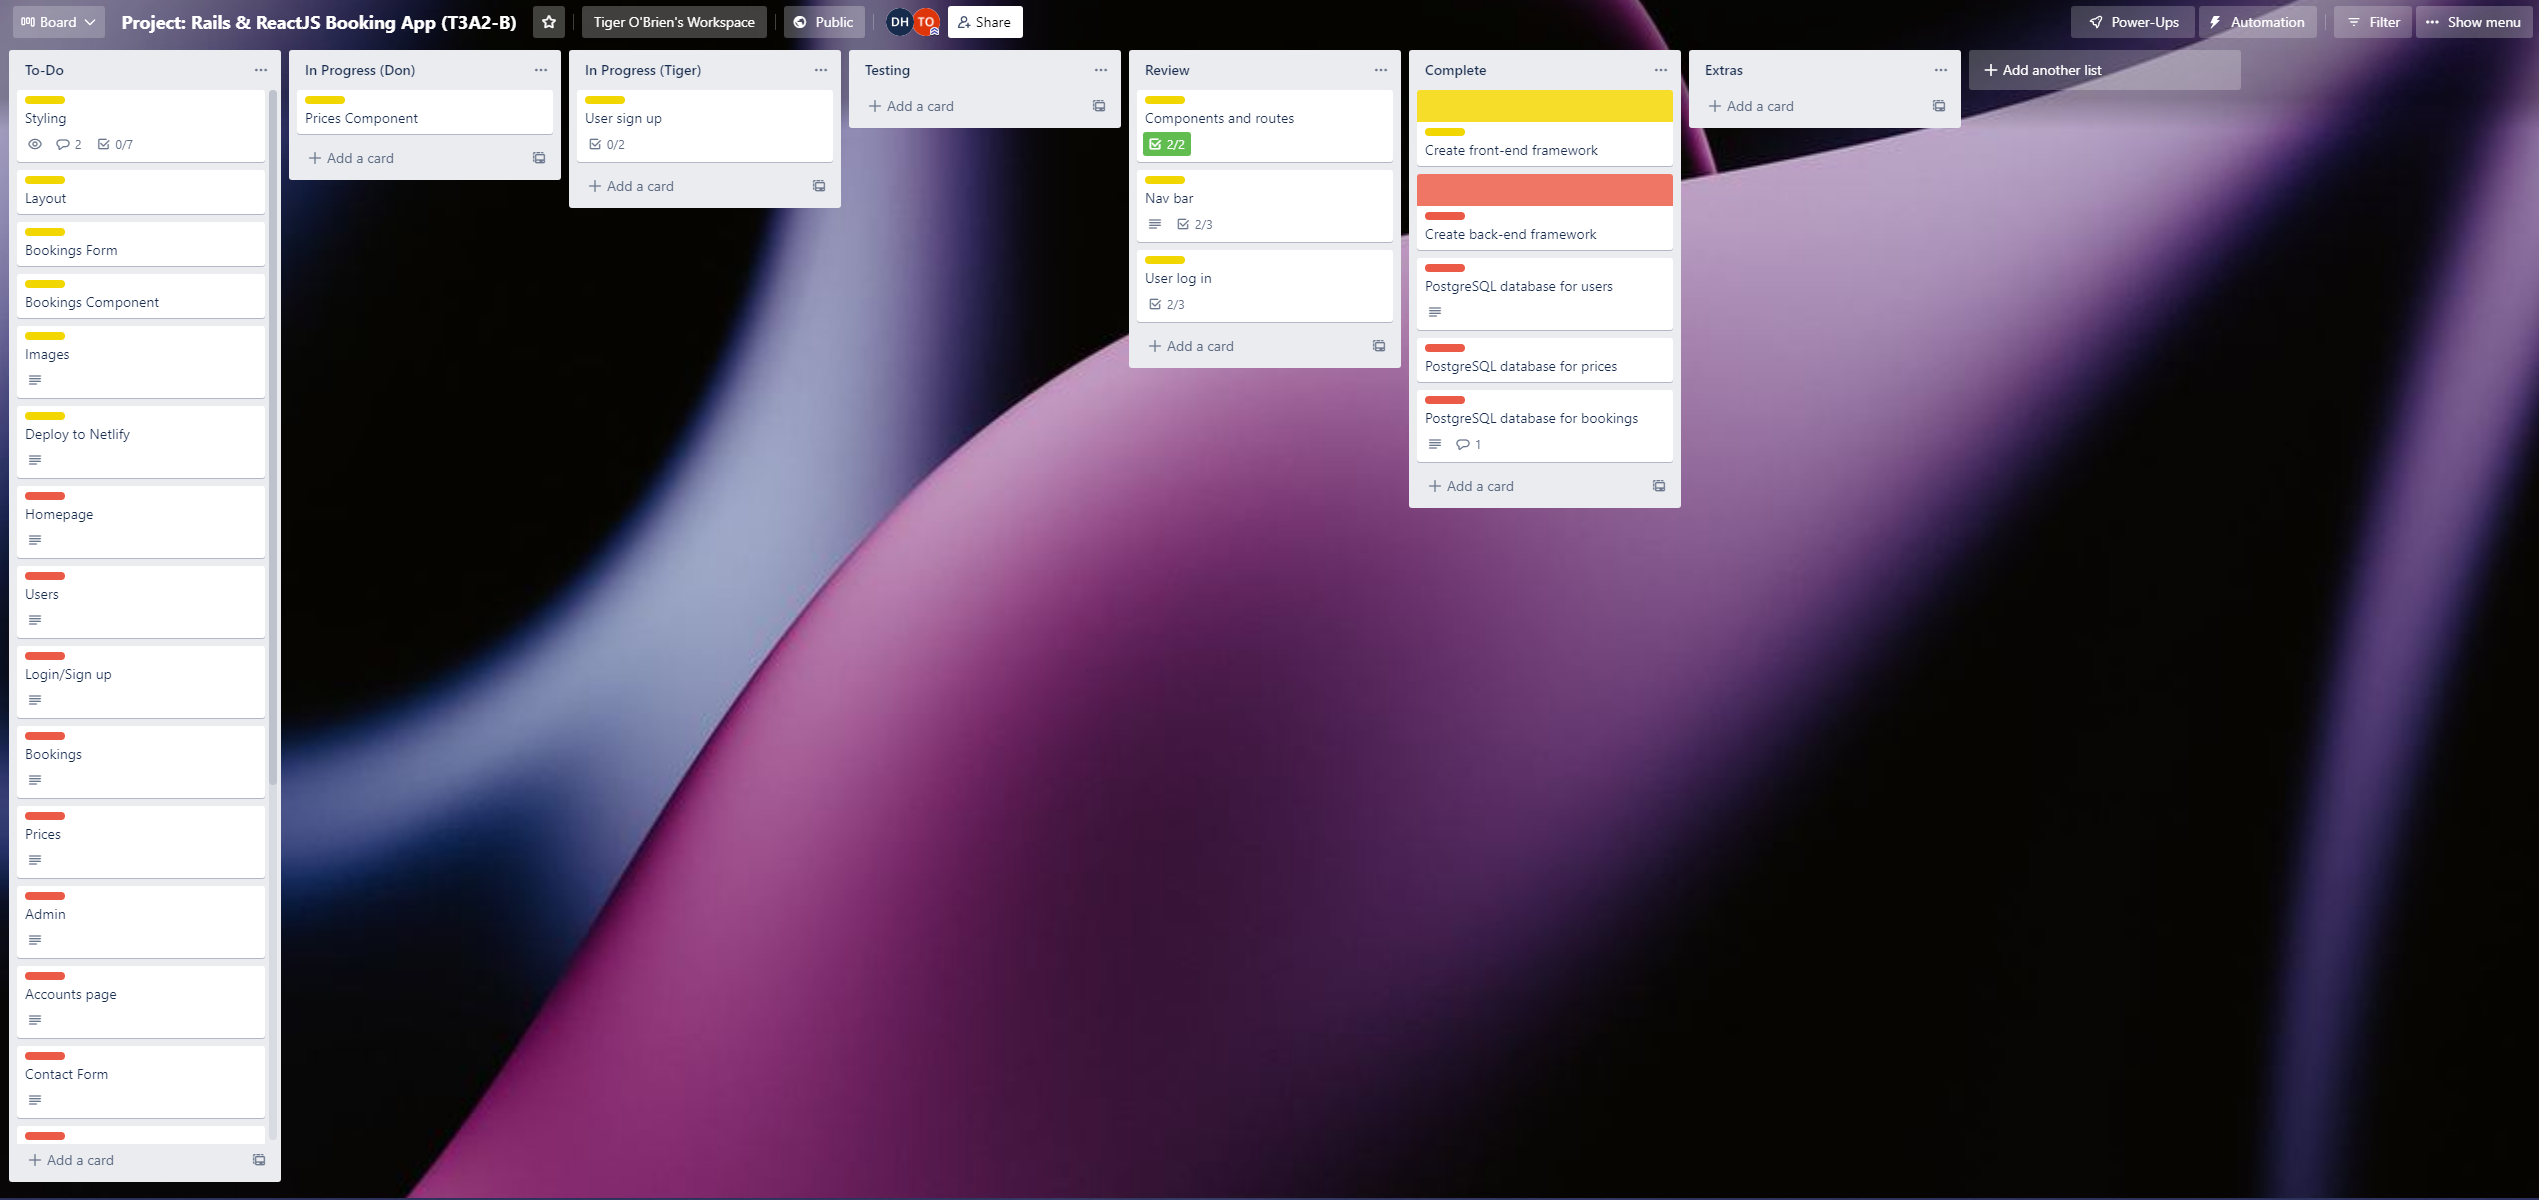 Board
Project: Rails & ReactJS Booking App (T3A2-B)
Tiger O'Brien's Workspace
Public
DH
TO
Share
Power-Ups
Automation
Filter
Show menu
To-Do
Styling
2
0/7
Layout
Bookings Form
Bookings Component
Images
Deploy to Netlify
Homepage
Users
Login/Sign up
Bookings
Prices
Admin
Accounts page
Contact Form
Add a card
In Progress (Don)
Prices Component
Add a card
In Progress (Tiger)
User sign up
0/2
Add a card
Testing
Add a card
Review
Components and routes
2/2
Nav bar
2/3
User log in
2/3
Add a card
Complete
Create front-end framework
Create back-end framework
PostgreSQL database for users
PostgreSQL database for prices
PostgreSQL database for bookings
1
Add a card
Extras
Add a card
Add another list